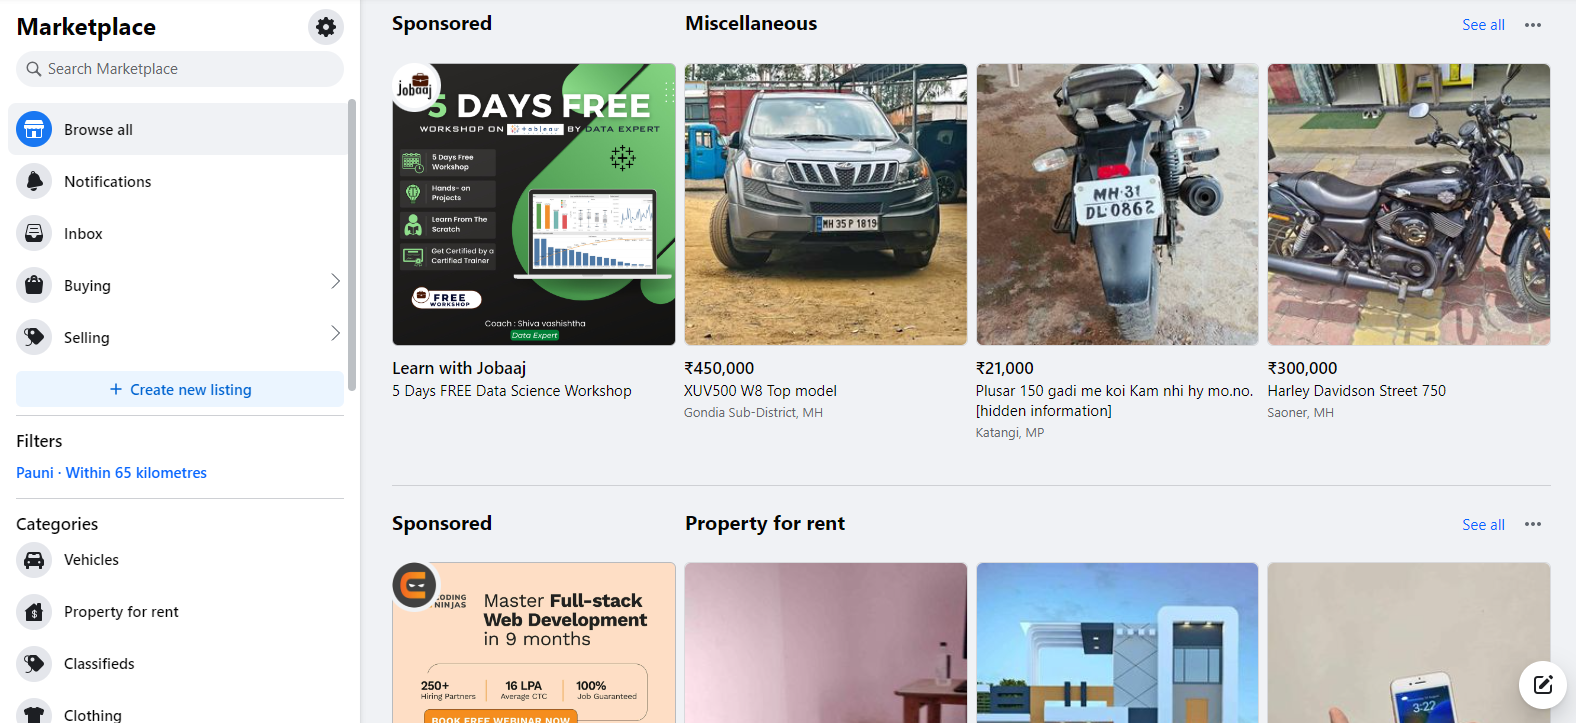 Marketplace
Search Marketplace
Browse all
Notifications
Inbox
Buying
Selling
+ Create new listing
Filters
Pauni · Within 65 kilometres
Categories
Vehicles
Property for rent
Classifieds
Clothing
Sponsored
Jobaaj
5 DAYS FREE
WORKSHOP ON +ableau BY DATA EXPERT
5 Days Free
Workshop
Hands- on
Projects
Learn From The
Scratch
Get Certified by a
Certified Trainer
FREE
WORKSHOP
Coach : Shiva vashishtha
Data Expert
Learn with Jobaaj
5 Days FREE Data Science Workshop
Miscellaneous
See all
MH 35 P 1819
₹450,000
XUV500 W8 Top model
Gondia Sub-District, MH
MH-31
DL0862
₹21,000
Plusar 150 gadi me koi Kam nhi hy mo.no.
[hidden information]
Katangi, MP
₹300,000
Harley Davidson Street 750
Saoner, MH
Sponsored
CODING
NINJAS
Master Full-stack
Web Development
in 9 months
250+
Hiring Partners
16 LPA
Average CTC
100%
Job Guaranteed
BOOK FREE WEBINAR NOW
Property for rent
See all
3:27